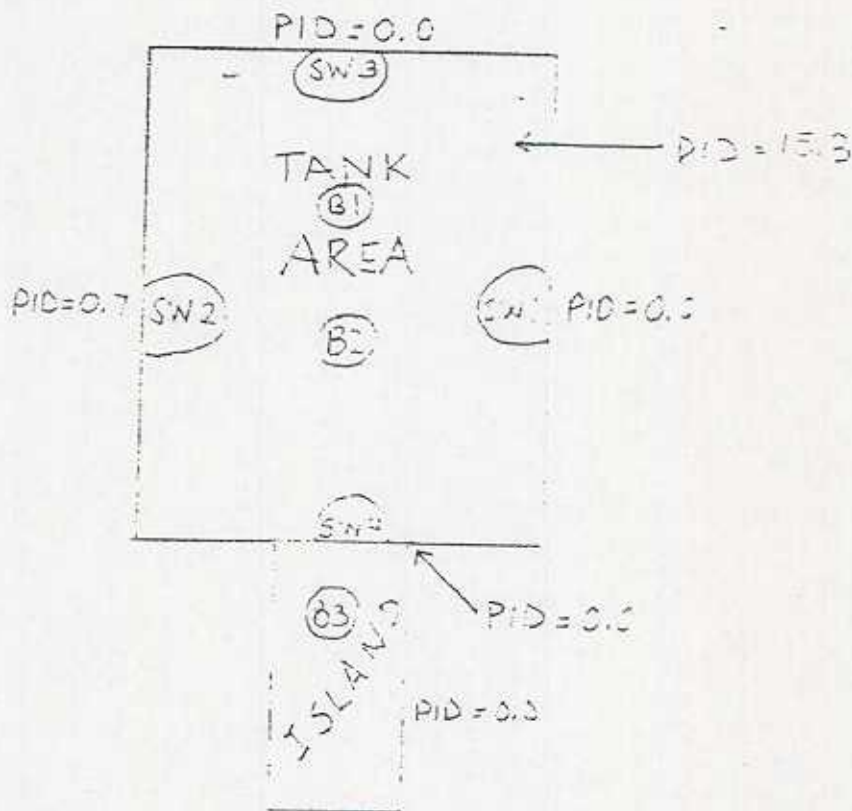 PID=0.0
SW3
PID=15.8
TANK
B1
AREA
PID=0.7
SW2
B2
PID=0.0
SW4
B3
PID=0.0
ISLAND
PID=0.0